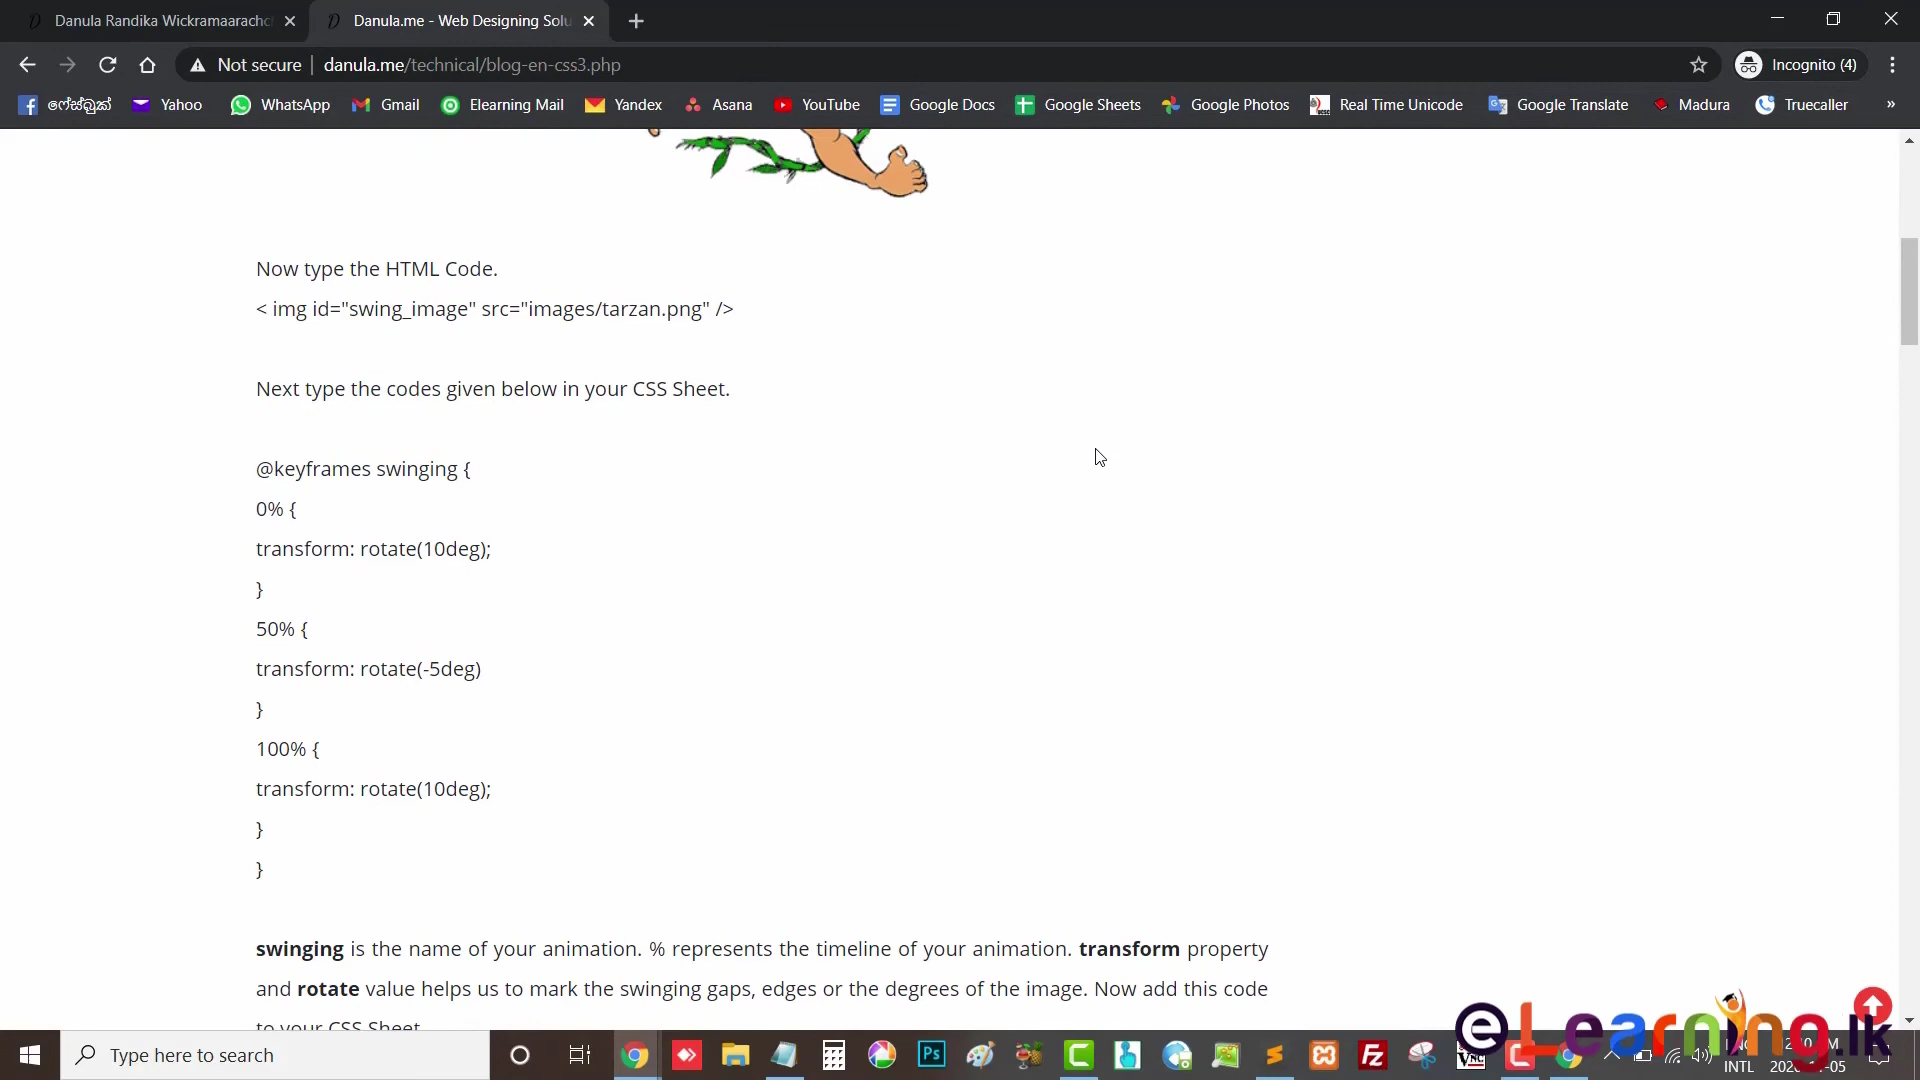 Danula Randika Wickramaarachc
Danula.me - Web Designing Solu
Not secure
danula.me/technical/blog-en-css3.php
Incognito (4)
ෆේස්බුක්
Yahoo
WhatsApp
Gmail
Elearning Mail
Yandex
Asana
YouTube
Google Docs
Google Sheets
Google Photos
Real Time Unicode
Google Translate
Madura
Truecaller
»
Now type the HTML Code.
< img id="swing_image" src="images/tarzan.png" />
Next type the codes given below in your CSS Sheet.
@keyframes swinging {
0% {
transform: rotate(10deg);
}
50% {
transform: rotate(-5deg)
}
100% {
transform: rotate(10deg);
}
}
swinging is the name of your animation. % represents the timeline of your animation. transform property
and rotate value helps us to mark the swinging gaps, edges or the degrees of the image. Now add this code
to your CSS Sheet
eLearning.lk
Type here to search
Ps
Fz
INTL